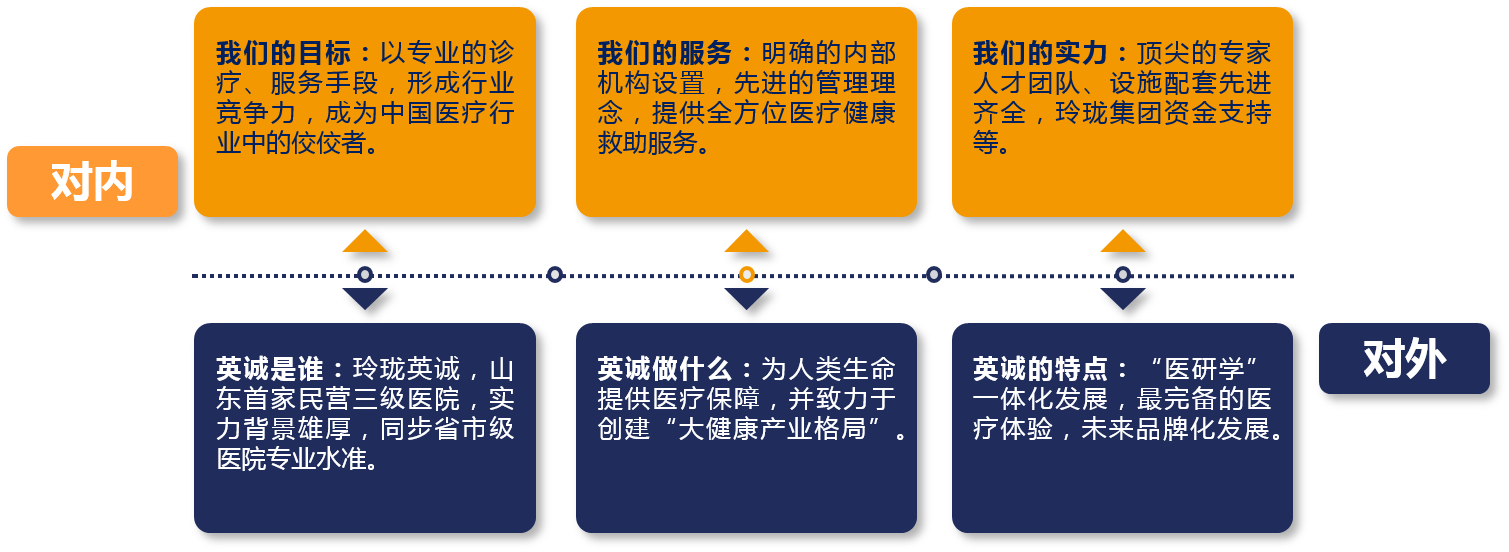 对内
我们的目标：以专业的诊
疗、服务手段，形成行业
竞争力，成为中国医疗行
业中的佼佼者。
我们的服务：明确的内部
机构设置，先进的管理理
念，提供全方位医疗健康
救助服务。
我们的实力：顶尖的专家
人才团队、设施配套先进
齐全，玲珑集团资金支持
等。
英诚是谁：玲珑英诚，山
东首家民营三级医院，实
力背景雄厚，同步省市级
医院专业水准。
英诚做什么：为人类生命
提供医疗保障，并致力于
创建“大健康产业格局”。
英诚的特点：“医研学”
一体化发展，最完备的医
疗体验，未来品牌化发展。
对外